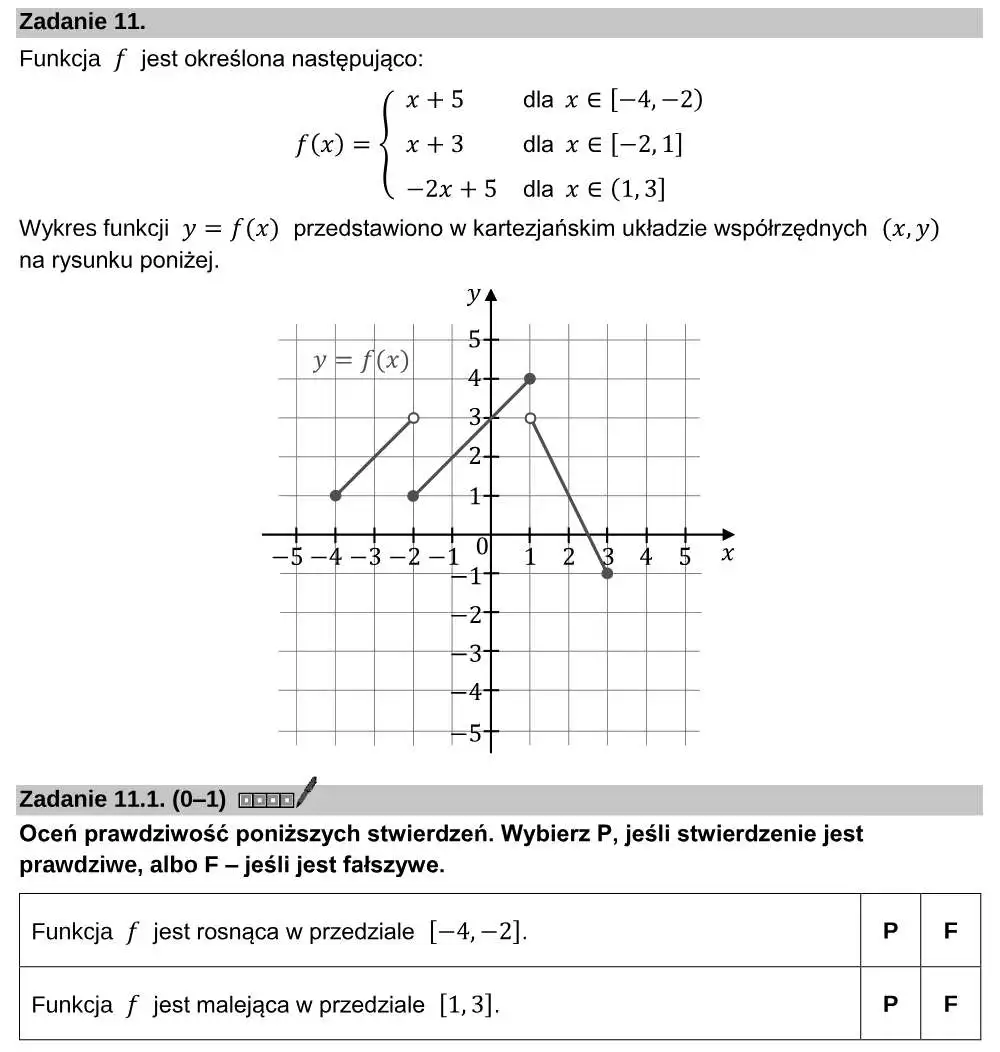 Zadanie 11.
Funkcja f jest określona następująco:
x + 5 dla x ∈ [−4, −2)
f(x) = { x + 3 dla x ∈ [−2, 1]
−2x + 5 dla x ∈ (1, 3]
Wykres funkcji y = f(x) przedstawiono w kartezjańskim układzie współrzędnych (x, y)
na rysunku poniżej.
y
5
y = f(x)
4
3
2
1
−5 −4 −3 −2 −1 0 1 2 3 4 5 x
−1
−2
−3
−4
−5
Zadanie 11.1. (0–1)
Oceń prawdziwość poniższych stwierdzeń. Wybierz P, jeśli stwierdzenie jest
prawdziwe, albo F – jeśli jest fałszywe.
Funkcja f jest rosnąca w przedziale [−4, −2]. P F
Funkcja f jest malejąca w przedziale [1, 3]. P F